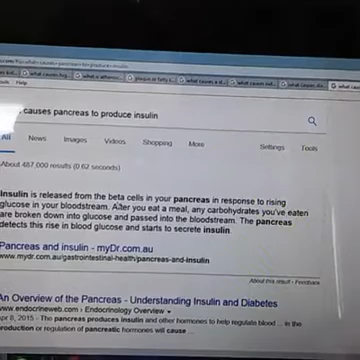 causes pancreas to produce insulin
All News Images Videos Shopping More Settings Tools
About 487,000 results (0.62 seconds)
Insulin is released from the beta cells in your pancreas in response to rising
glucose in your bloodstream. After you eat a meal, any carbohydrates you've eaten
are broken down into glucose and passed into the bloodstream. The pancreas
detects this rise in blood glucose and starts to secrete insulin.
Pancreas and insulin - myDr.com.au
www.mydr.com.au/gastrointestinal-health/pancreas-and-insulin
About this result • Feedback
An Overview of the Pancreas - Understanding Insulin and Diabetes
www.endocrineweb.com › Endocrinology Overview
Apr 8, 2015 - The pancreas produces insulin and other hormones to help regulate blood ... in the
production or regulation of pancreatic hormones will cause ...